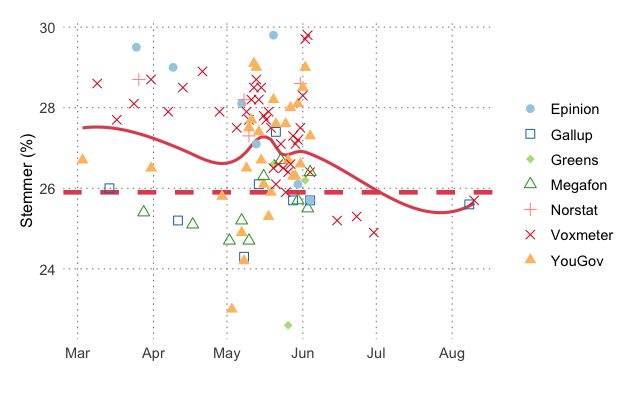 30
28
26
24
Stemmer (%)
Mar Apr May Jun Jul Aug
Epinion
Gallup
Greens
Megafon
Norstat
Voxmeter
YouGov